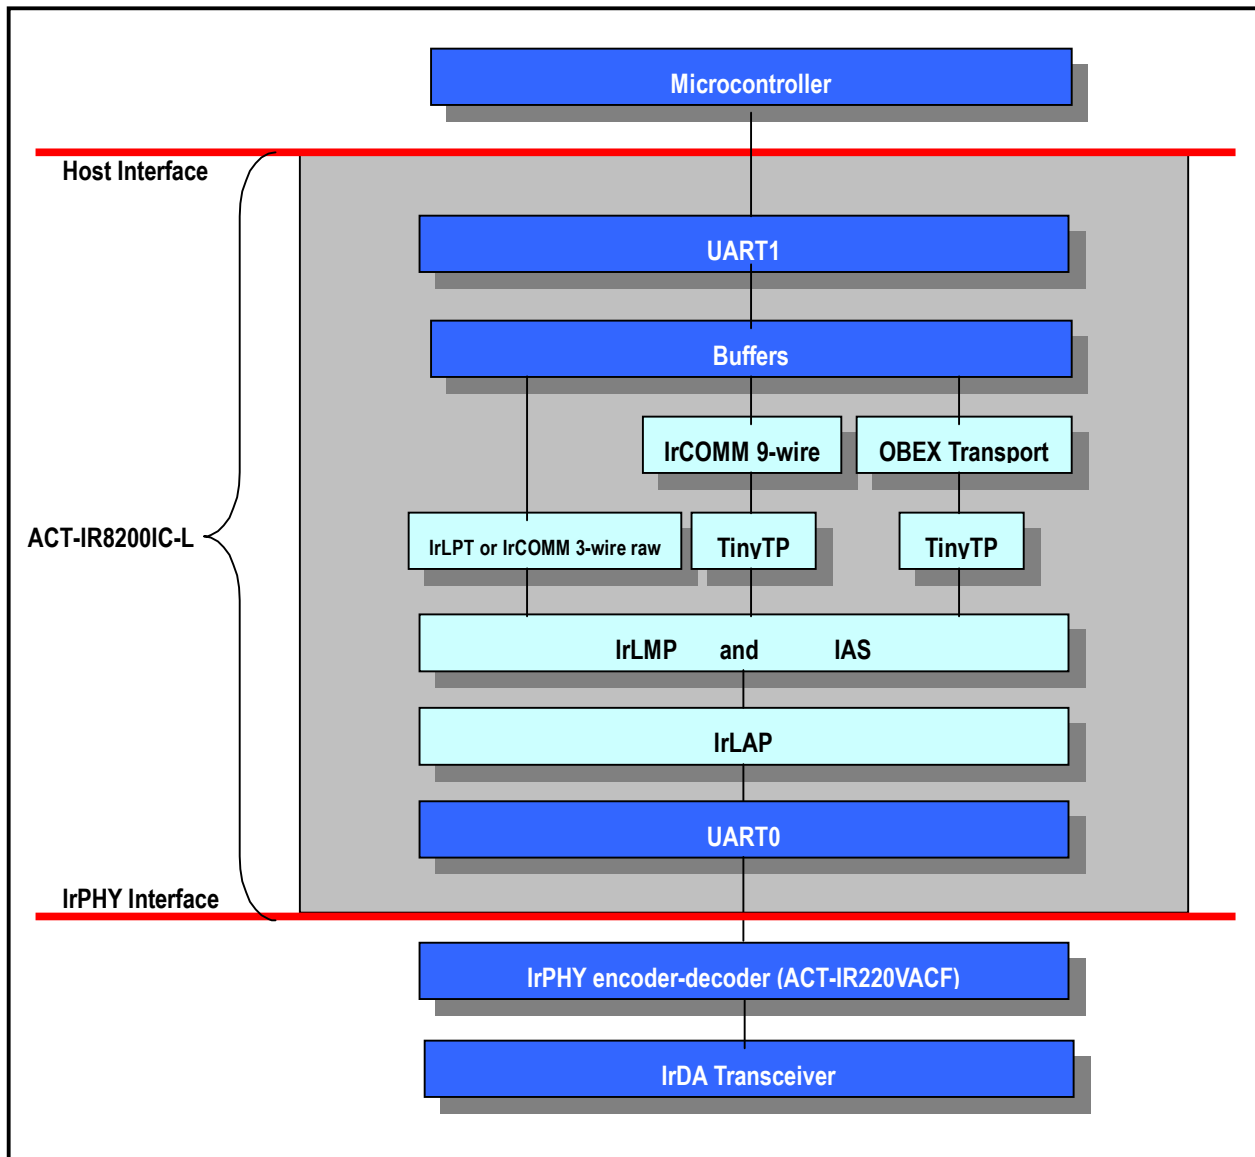 Microcontroller
Host Interface
UART1
Buffers
IrCOMM 9-wire
OBEX Transport
ACT-IR8200IC-L
IrLPT or IrCOMM 3-wire raw
TinyTP
TinyTP
IrLMP and IAS
IrLAP
UART0
IrPHY Interface
IrPHY encoder-decoder (ACT-IR220VACF)
IrDA Transceiver